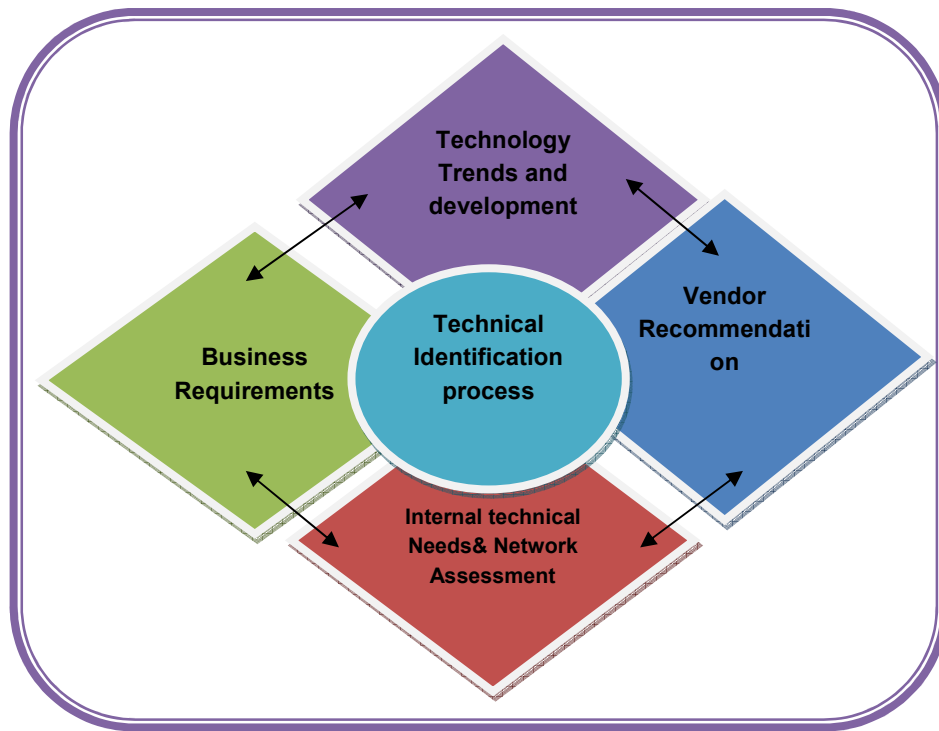 Technology
Trends and
development
Vendor
Recommendati
on
Technical
Identification
process
Business
Requirements
Internal technical
Needs& Network
Assessment